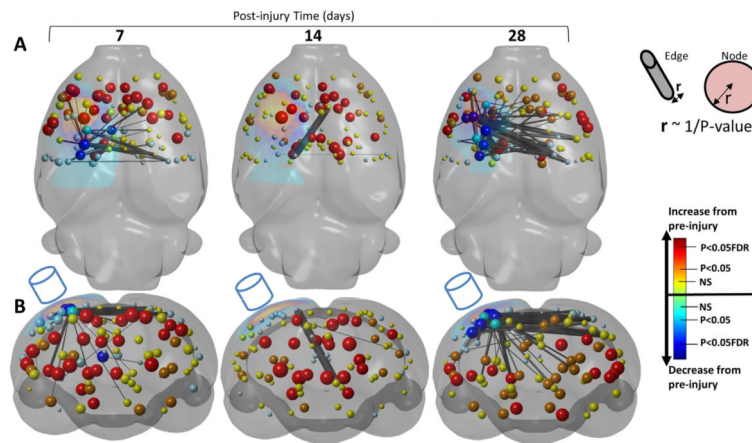 Post-injury Time (days)
A
7
14
28
Edge
Node
r
r
r ~ 1/P-value
Increase from
pre-injury
P<0.05FDR
P<0.05
NS
NS
P<0.05
P<0.05FDR
Decrease from
pre-injury
B